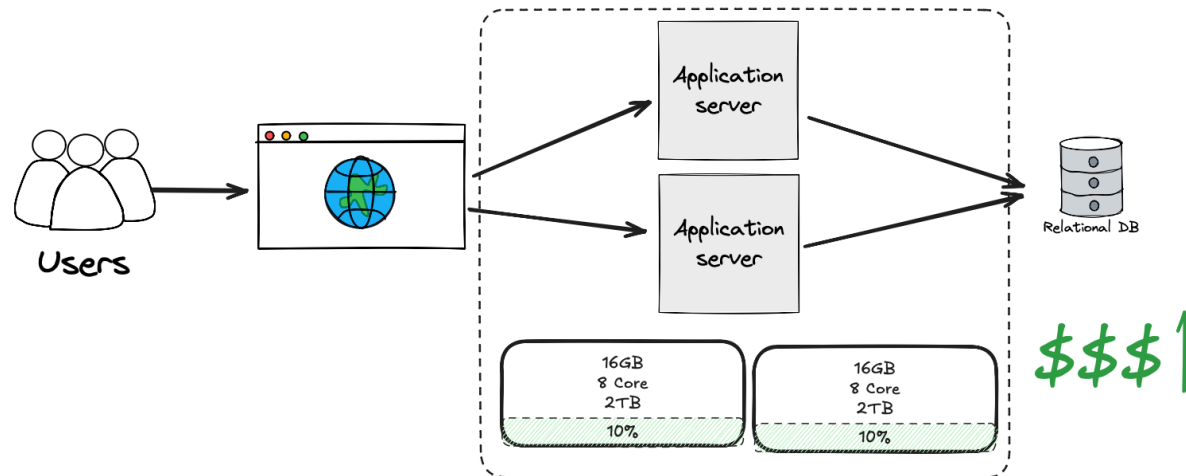 Users
Application
server
Application
server
Relational DB
16GB
8 Core
2TB
10%
16GB
8 Core
2TB
10%
$$$